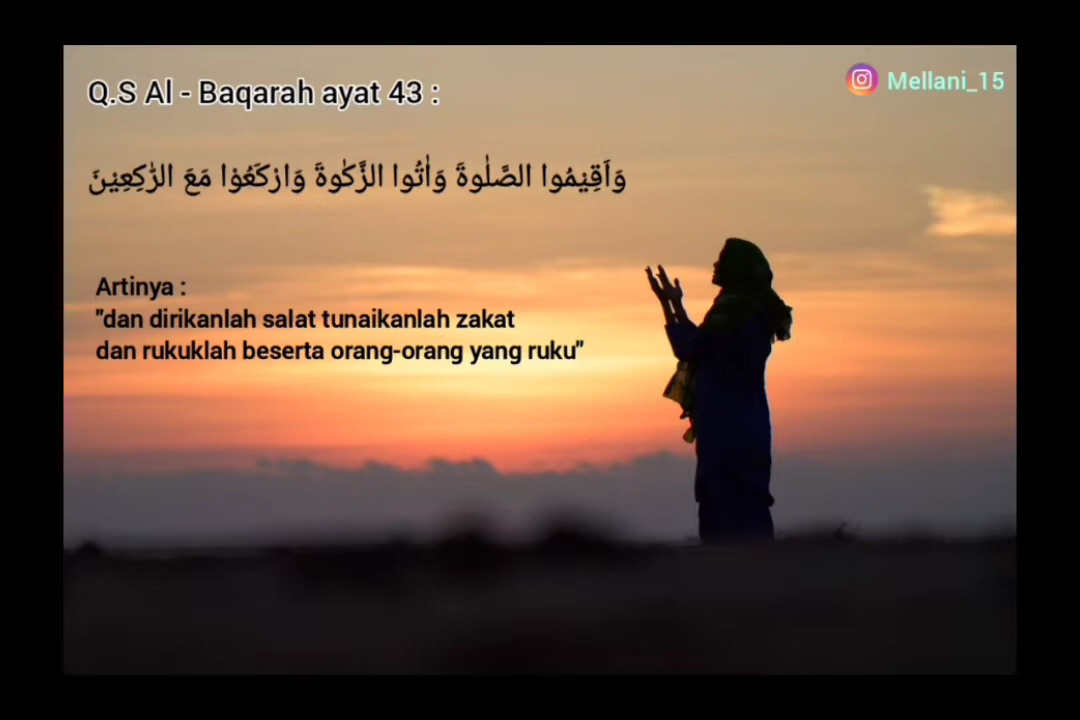 Q.S Al - Baqarah ayat 43 :
Mellani_15
وَاَقِيْمُوا الصَّلٰوةَ وَاٰتُوا الزَّكٰوةَ وَارْكَعُوْا مَعَ الرّٰكِعِيْنَ
Artinya :
"dan dirikanlah salat tunaikanlah zakat
dan rukuklah beserta orang-orang yang ruku"